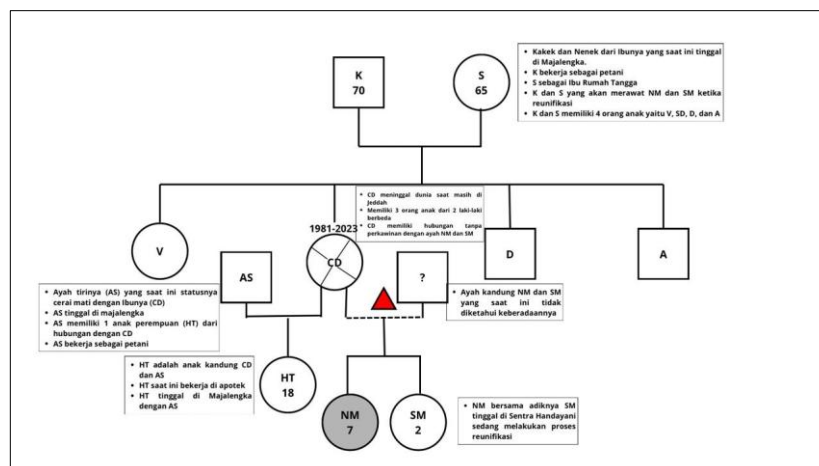 K
70
S
65
• Kakek dan Nenek dari Ibunya yang saat ini tinggal
di Majalengka.
• K bekerja sebagai petani
• S sebagai Ibu Rumah Tangga
• K dan S yang akan merawat NM dan SM ketika
reunifikasi
• K dan S memiliki 4 orang anak yaitu V, SD, D, dan A
• CD meninggal dunia saat masih di
Jeddah
• Memiliki 3 orang anak dari 2 laki-laki
berbeda
• CD memiliki hubungan tanpa
perkawinan dengan ayah NM dan SM
1981-2023
V
AS
CD
?
D
A
• Ayah tirinya (AS) yang saat ini statusnya
cerai mati dengan Ibunya (CD)
• AS tinggal di majalengka
• AS memiliki 1 anak perempuan (HT) dari
hubungan dengan CD
• AS bekerja sebagai petani
• Ayah kandung NM dan SM
yang saat ini tidak
diketahui keberadaannya
• HT adalah anak kandung CD
dan AS
• HT saat ini bekerja di apotek
• HT tinggal di Majalengka
dengan AS
HT
18
NM
7
SM
2
• NM bersama adiknya SM
tinggal di Sentra Handayani
sedang melakukan proses
reunifikasi